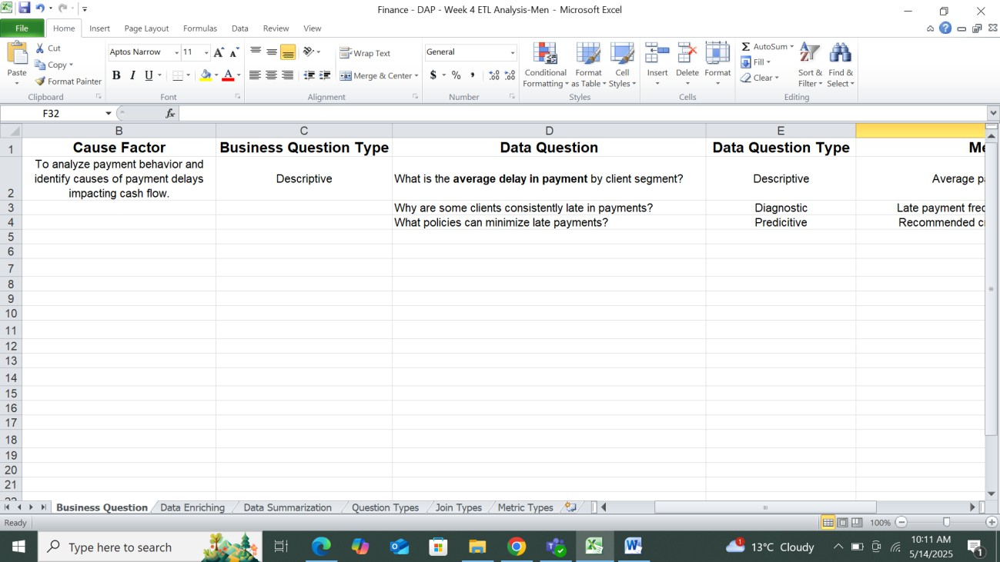 Finance - DAP - Week 4 ETL Analysis-Men - Microsoft Excel
File Home Insert Page Layout Formulas Data Review View
Paste Cut Copy Format Painter Clipboard
Aptos Narrow 11 A A B I U A Font
Wrap Text Merge & Center Alignment
General $ % , .0 .00 .00 .0 Number
Conditional Formatting Format as Table Cell Styles Styles
Insert Delete Format Cells
Σ AutoSum Fill Clear Sort & Filter Find & Select Editing
F32 fx
B C D E
1 Cause Factor Business Question Type Data Question Data Question Type
2 To analyze payment behavior and
identify causes of payment delays
impacting cash flow. Descriptive What is the average delay in payment by client segment? Descriptive Average
3 Why are some clients consistently late in payments? Diagnostic Late payment
4 What policies can minimize late payments? Predicitive Recommended
5
6
7
8
9
10
11
12
13
14
15
16
17
18
19
20
21
Business Question Data Enriching Data Summarization Question Types Join Types Metric Types
Ready 100%
Type here to search 1 13°C Cloudy 10:11 AM
5/14/2025 1